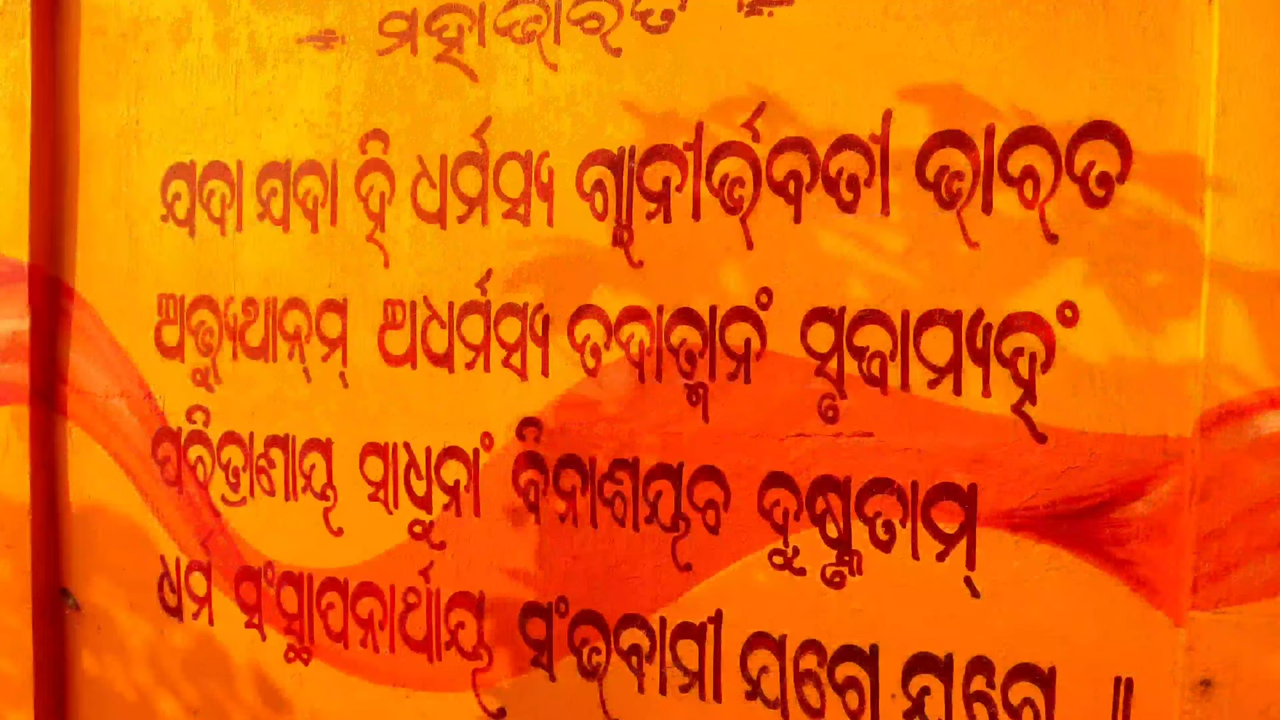 ମହାଭାରତ
ଯଦା ଯଦା ହି ଧର୍ମସ୍ୟ ଗ୍ଲାନୀର୍ଭବତୀ ଭାରତ
ଅଭ୍ୟୁଥାନମ୍ ଅଧର୍ମସ୍ୟ ତଦାତ୍ମାନଂ ସୃଜାମ୍ୟହଂ
ପରିତ୍ରାଣାୟ ସାଧୁନାଂ ବିନାଶାୟଚ ଦୁଷ୍କୃତାମ୍
ଧର୍ମ ସଂସ୍ଥାପନାର୍ଥାୟ ସଂଭବାମୀ ଯୁଗେ ଯୁଗେ ॥